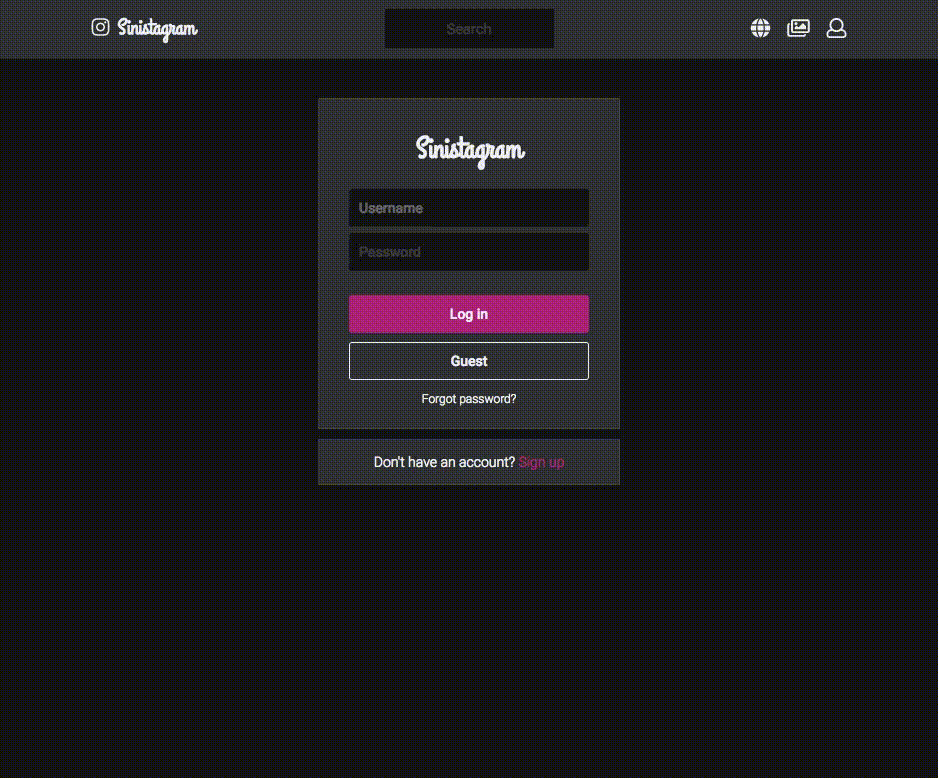 Sinistagram
Search
Sinistagram
Username
Password
Log in
Guest
Forgot password?
Don't have an account? Sign up